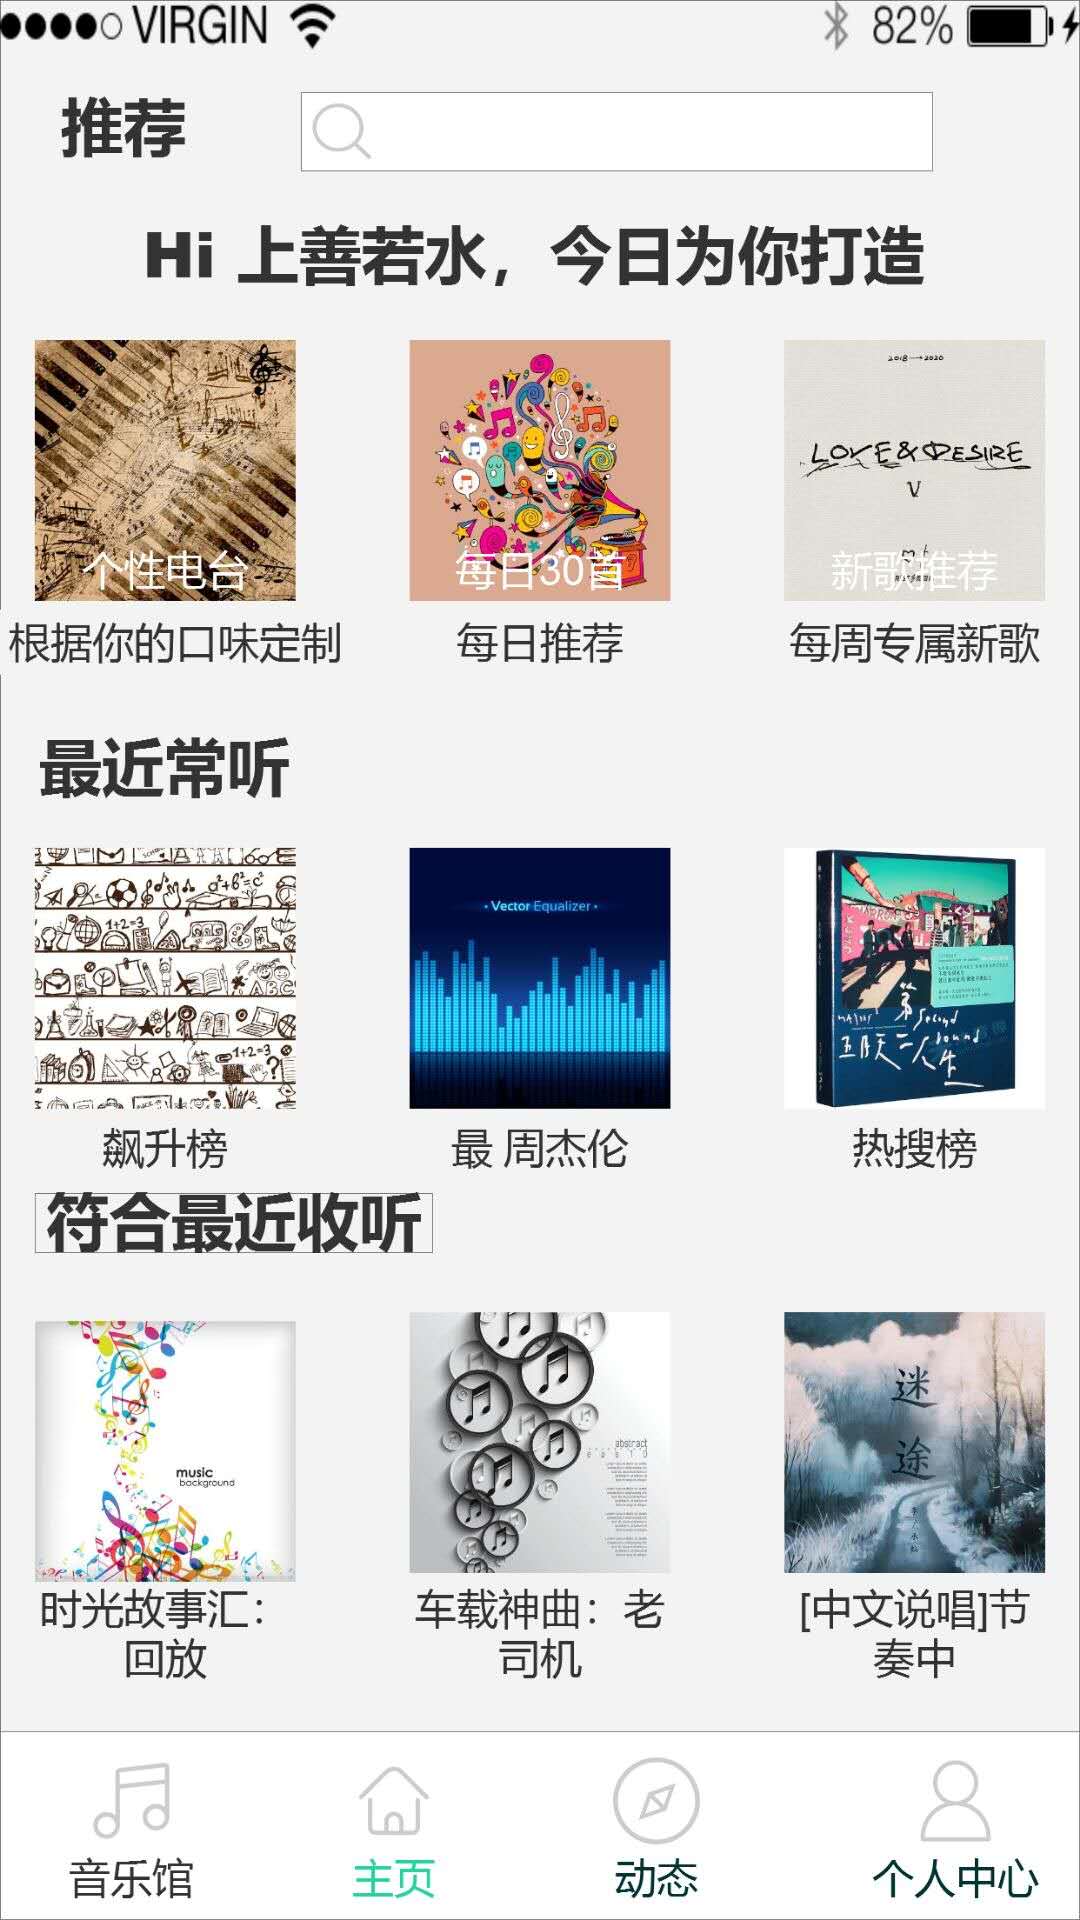 VIRGIN 82%
推荐
Hi 上善若水，今日为你打造
2018→2020
LOVE&DESIRE
V
个性电台
每日30首
新歌推荐
根据你的口味定制
每日推荐
每周专属新歌
最近常听
• Vector Equalizer •
第
Second
Bound
五月天 二人生
飙升榜
最 周杰伦
热搜榜
符合最近收听
music
background
abstract
迷
途
时光故事汇：
回放
车载神曲：老
司机
[中文说唱]节
奏中
音乐馆
主页
动态
个人中心